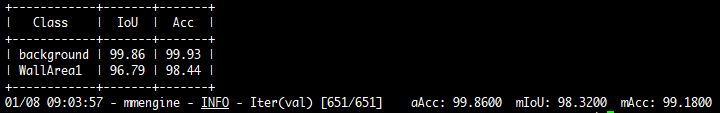 +------------+-------+-------+
|   Class    |  IoU  |  Acc  |
+------------+-------+-------+
| background | 99.86 | 99.93 |
| WallArea1  | 96.79 | 98.44 |
+------------+-------+-------+
01/08 09:03:57 - mmengine - INFO - Iter(val) [651/651]    aAcc: 99.8600  mIoU: 98.3200  mAcc: 99.1800